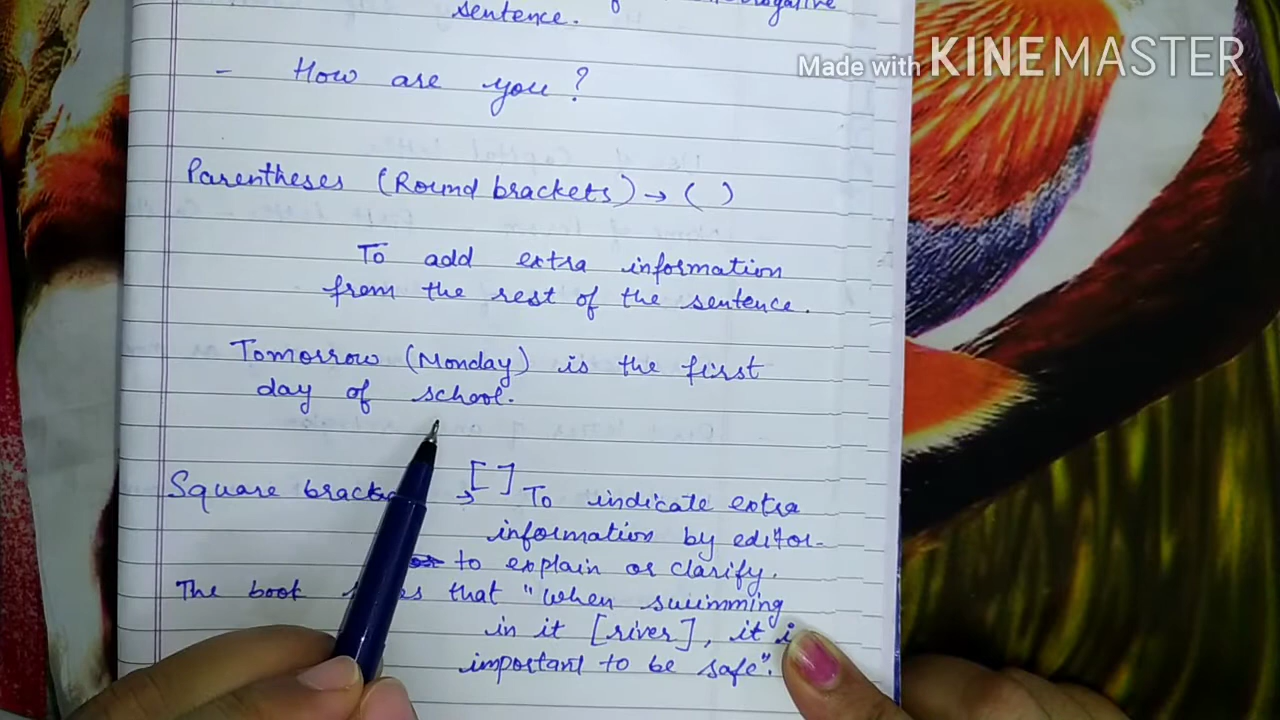 sentence.
Made with KINEMASTER
- How are you?
Parentheses (Round brackets) → ( )
To add extra information
from the rest of the sentence.
Tomorrow (Monday) is the first
day of school.
Square → [ ] To indicate extra
information by editor-
to explain or clarify.
The book that "when swimming
in it [river], it
important to be safe".